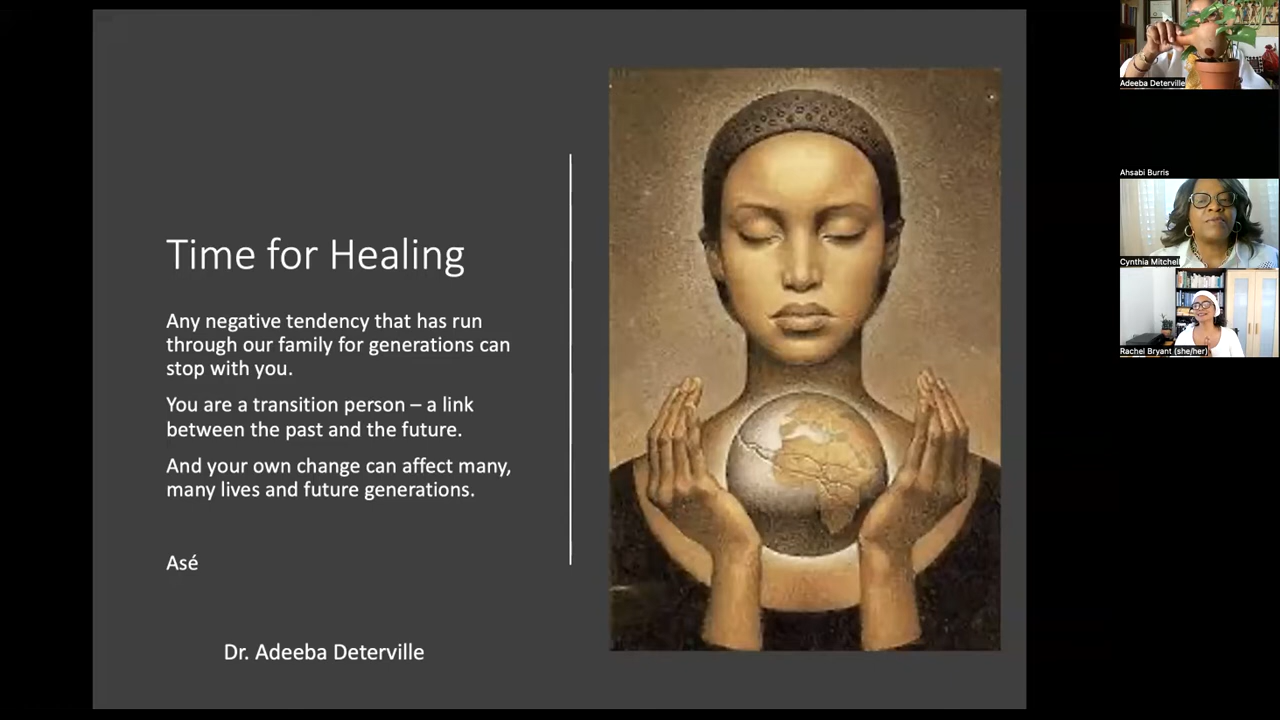 Time for Healing
Any negative tendency that has run
through our family for generations can
stop with you.
You are a transition person – a link
between the past and the future.
And your own change can affect many,
many lives and future generations.
Asé
Dr. Adeeba Deterville
Adeeba Deterville
Ahsabi Burris
Cynthia Mitchell
Rachel Bryant (she/her)